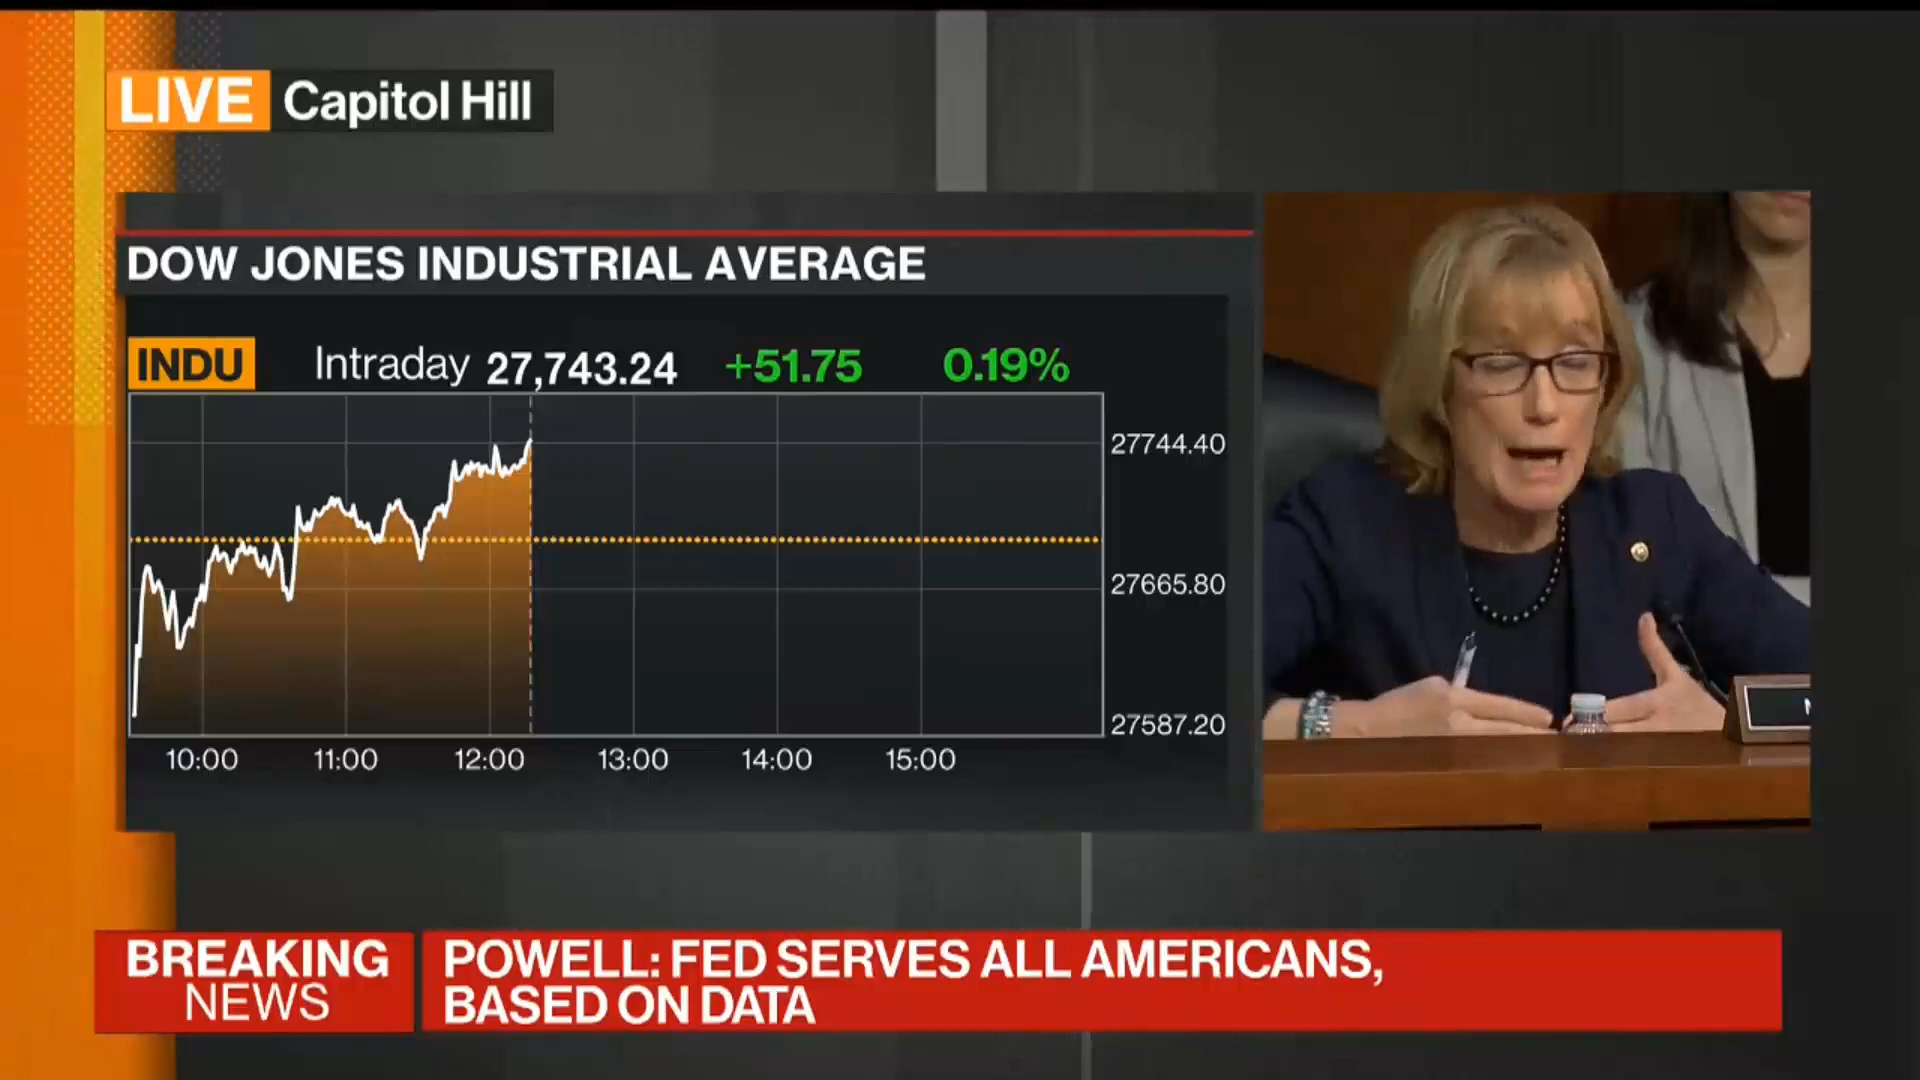 LIVE Capitol Hill
DOW JONES INDUSTRIAL AVERAGE
INDU Intraday 27,743.24 +51.75 0.19%
27744.40
27665.80
27587.20
10:00 11:00 12:00 13:00 14:00 15:00
BREAKING NEWS
POWELL: FED SERVES ALL AMERICANS,
BASED ON DATA